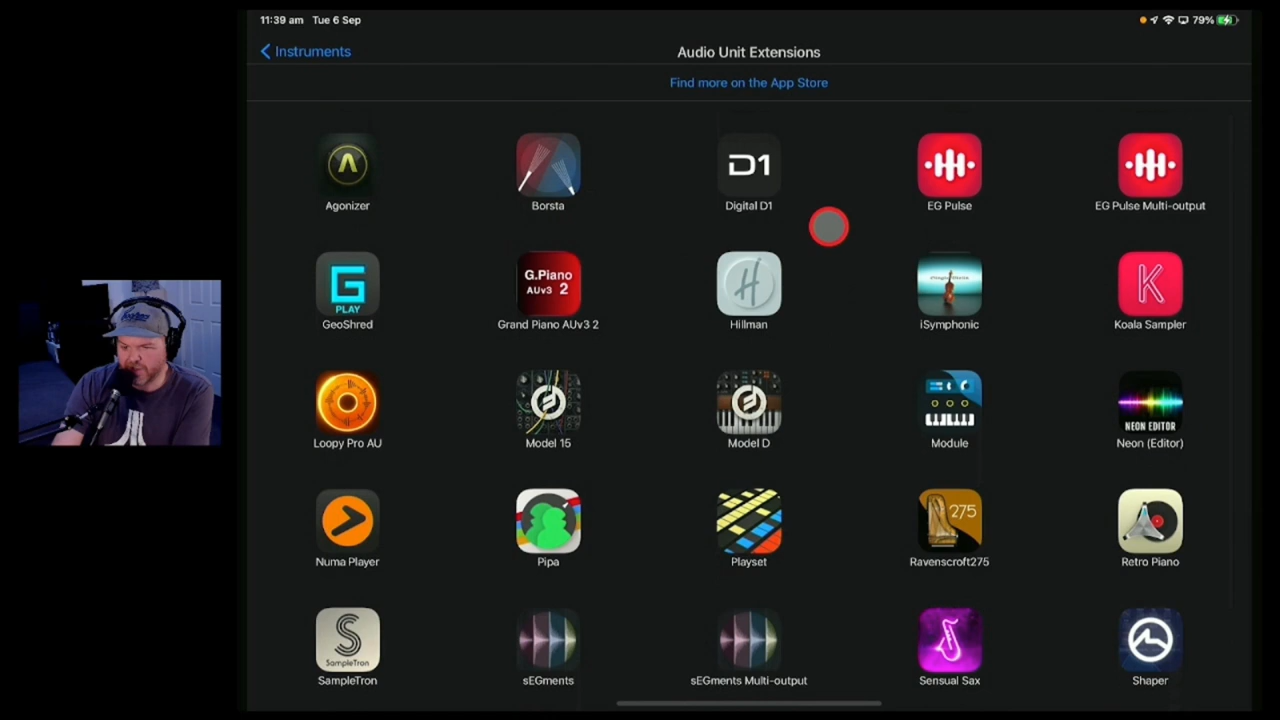 11:39 am Tue 6 Sep
79%
Instruments
Audio Unit Extensions
Find more on the App Store
D1
Agonizer
Borsta
Digital D1
EG Pulse
EG Pulse Multi-output
G
PLAY
G.Piano
AUv3 2
H
K
GeoShred
Grand Piano AUv3 2
Hillman
iSymphonic
Koala Sampler
NEON EDITOR
Loopy Pro AU
Model 15
Model D
Module
Neon (Editor)
275
Numa Player
Pipa
Playset
Ravenscroft275
Retro Piano
S
SampleTron
SampleTron
sEGments
sEGments Multi-output
Sensual Sax
Shaper